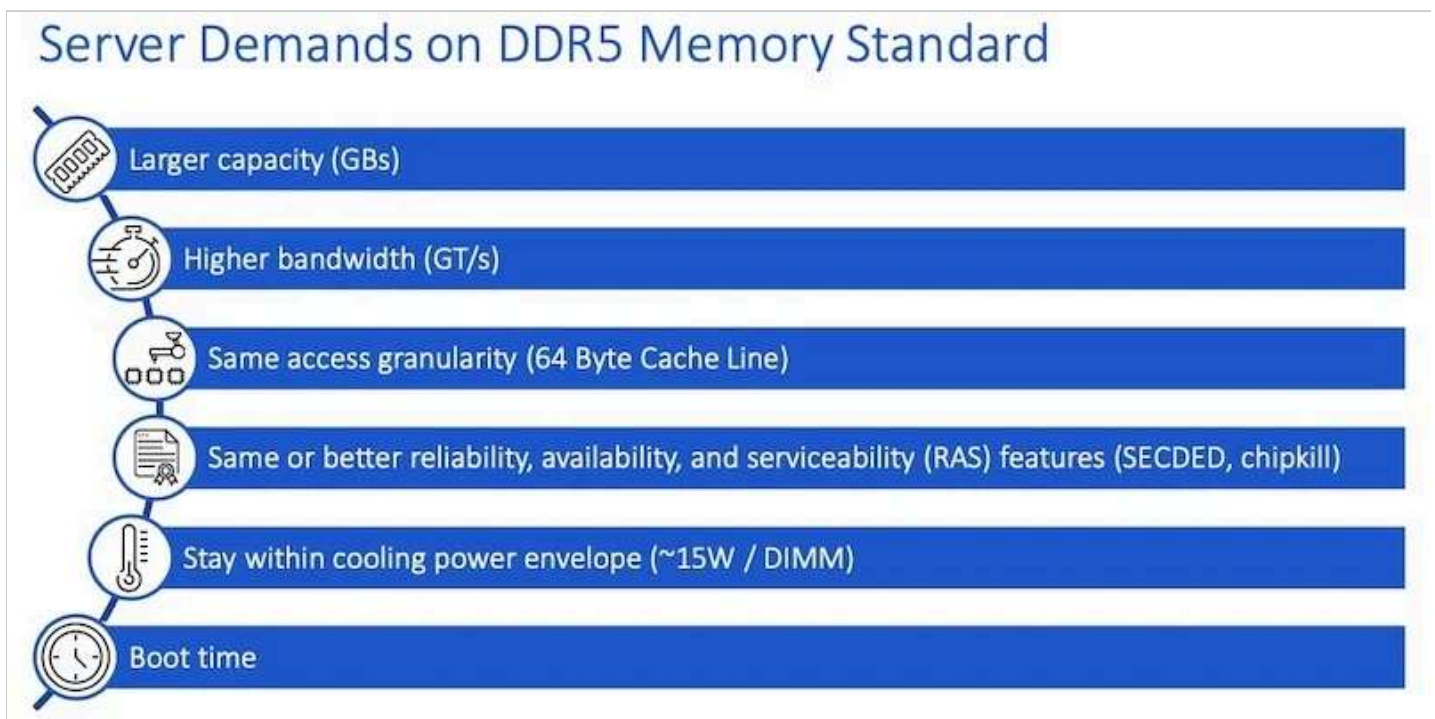 Server Demands on DDR5 Memory Standard
Larger capacity (GBs)
Higher bandwidth (GT/s)
Same access granularity (64 Byte Cache Line)
Same or better reliability, availability, and serviceability (RAS) features (SECDED, chipkill)
Stay within cooling power envelope (~15W / DIMM)
Boot time